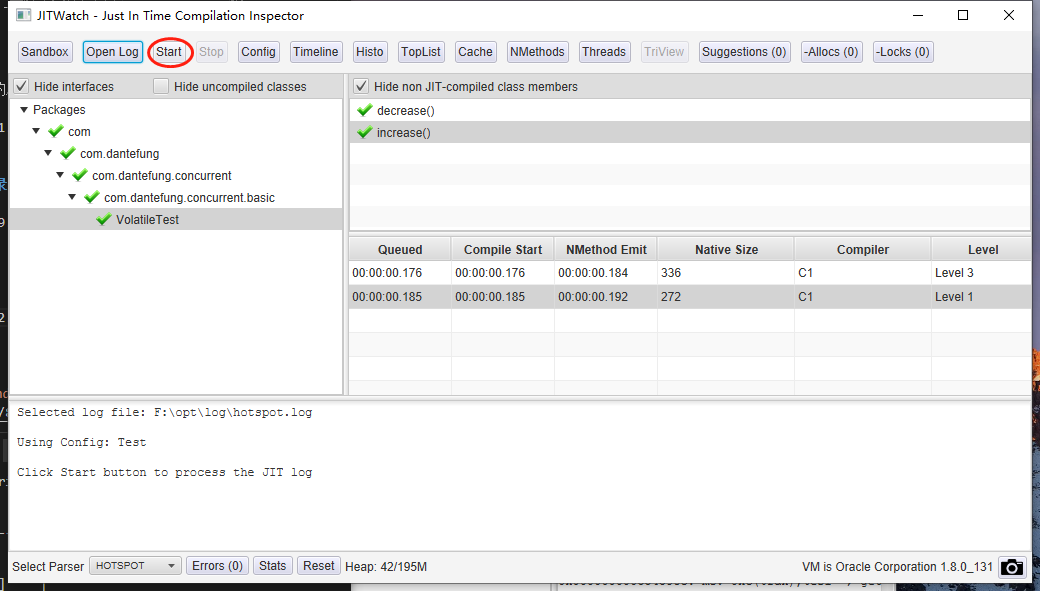 JITWatch - Just In Time Compilation Inspector
Sandbox Open Log Start Stop Config Timeline Histo TopList Cache NMethods Threads TriView Suggestions (0) -Allocs (0) -Locks (0)
Hide interfaces Hide uncompiled classes
Packages
com
com.dantefung
com.dantefung.concurrent
com.dantefung.concurrent.basic
VolatileTest
Hide non JIT-compiled class members
decrease()
increase()
Queued Compile Start NMethod Emit Native Size Compiler Level
00:00:00.176 00:00:00.176 00:00:00.184 336 C1 Level 3
00:00:00.185 00:00:00.185 00:00:00.192 272 C1 Level 1
Selected log file: F:\opt\log\hotspot.log
Using Config: Test
Click Start button to process the JIT log
Select Parser HOTSPOT Errors (0) Stats Reset Heap: 42/195M VM is Oracle Corporation 1.8.0_131